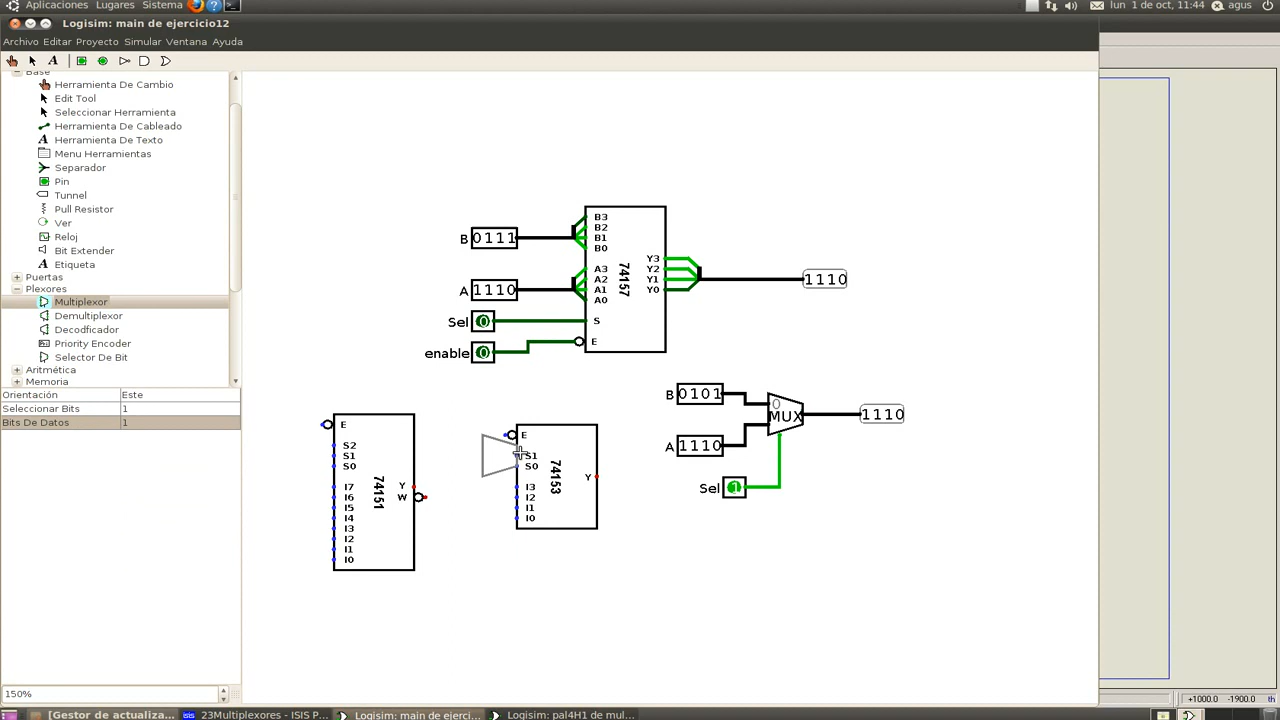 Aplicaciones Lugares Sistema ? lun 1 de oct, 11:44 agus
Logisim: main de ejercicio12
Archivo Editar Proyecto Simular Ventana Ayuda
A
Base
Herramienta De Cambio
Edit Tool
Seleccionar Herramienta
Herramienta De Cableado
A Herramienta De Texto
Menu Herramientas
Separador
Pin
Tunnel
Pull Resistor
Ver
Reloj
Bit Extender
Etiqueta
Puertas
Plexores
Multiplexor
Demultiplexor
Decodficador
Priority Encoder
Selector De Bit
Aritmética
Memoria
Orientación Este
Seleccionar Bits 1
Bits De Datos 1
150%
B 0111
A 1110
Sel 0
enable 0
B3
B2
B1
B0
A3
A2
A1
A0
S
E
74157
Y3
Y2
Y1
Y0
1110
B 0101
A 1110
Sel 1
0
MUX
1110
E
S2
S1
S0
I7
I6
I5
I4
I3
I2
I1
I0
74151
Y
W
E
S1
S0
I3
I2
I1
I0
74153
Y
+1000.0 -1900.0 th
[Gestor de actualiza... 23Multiplexores - ISIS P... Logisim: main de ejerci... Logisim: pal4H1 de mul...